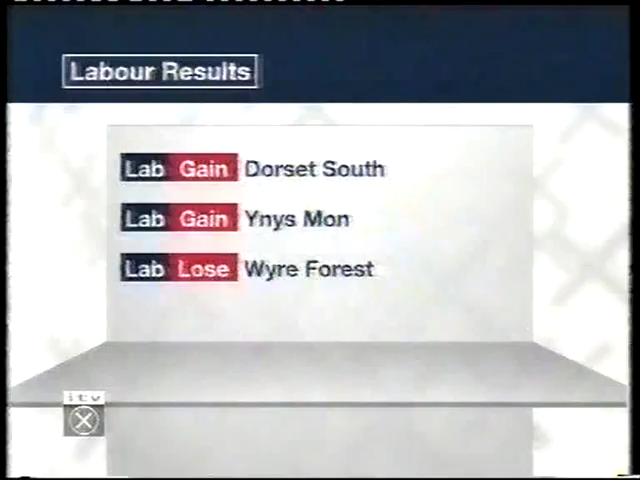 Labour Results
Lab Gain Dorset South
Lab Gain Ynys Mon
Lab Lose Wyre Forest
itv